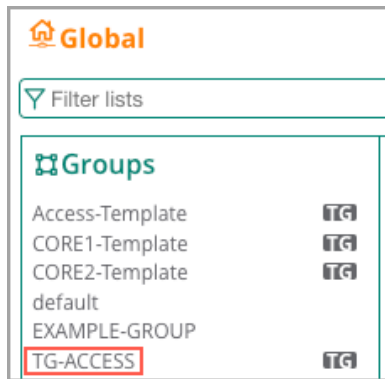 Global
Filter lists
Groups
Access-Template TG
CORE1-Template TG
CORE2-Template TG
default
EXAMPLE-GROUP
TG-ACCESS TG